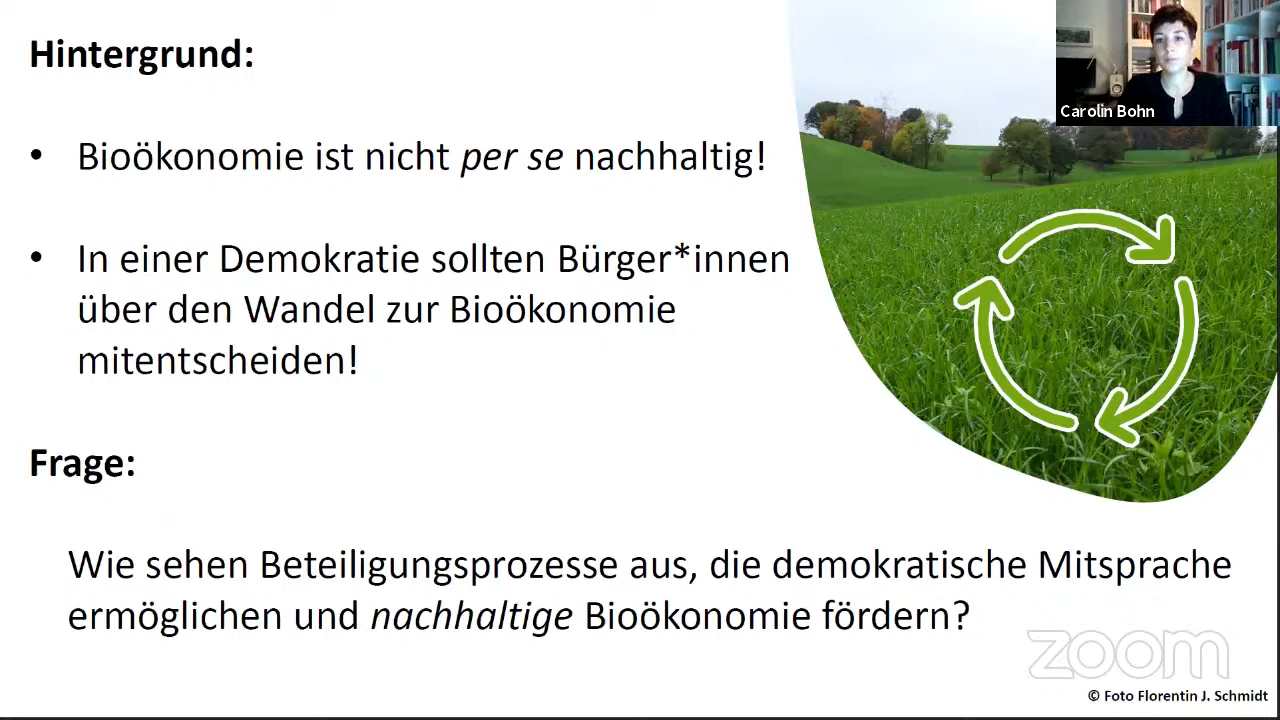 Hintergrund:
Carolin Bohn
• Bioökonomie ist nicht per se nachhaltig!
• In einer Demokratie sollten Bürger*innen
über den Wandel zur Bioökonomie
mitentscheiden!
Frage:
Wie sehen Beteiligungsprozesse aus, die demokratische Mitsprache
ermöglichen und nachhaltige Bioökonomie fördern?
zoom
© Foto Florentin J. Schmidt